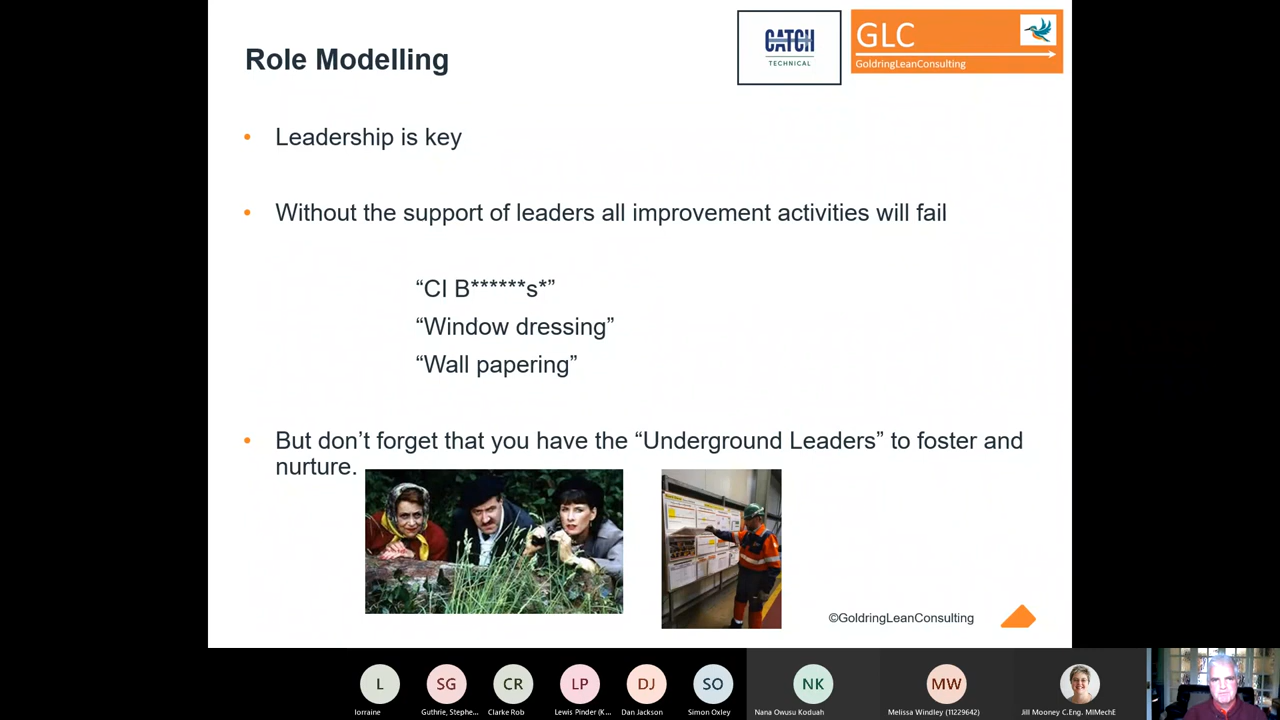 Role Modelling
CATCH
TECHNICAL
GLC
GoldringLeanConsulting
• Leadership is key
• Without the support of leaders all improvement activities will fail
“CI B******s*”
“Window dressing”
“Wall papering”
• But don’t forget that you have the “Underground Leaders” to foster and
nurture.
©GoldringLeanConsulting
L
SG
CR
LP
DJ
SO
NK
MW
lorraine
Guthrie, Stephe...
Clarke Rob
Lewis Pinder (K...
Dan Jackson
Simon Oxley
Nana Owusu Koduah
Melissa Windley (11229642)
Jill Mooney C.Eng. MIMechE